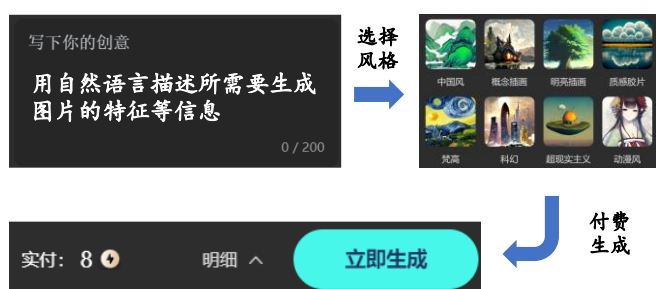 写下你的创意
用自然语言描述所需要生成
图片的特征等信息
0 / 200
选择
风格
中国风 概念插画 明亮插画 质感胶片
梵高 科幻 超现实主义 动漫风
付费
生成
实付: 8 明细
立即生成